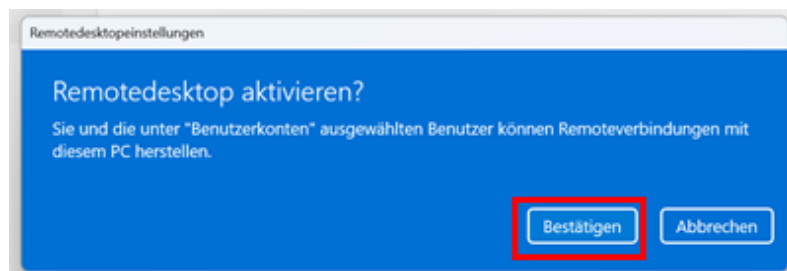 Remotedesktopeinstellungen
Remotedesktop aktivieren?
Sie und die unter "Benutzerkonten" ausgewählten Benutzer können Remoteverbindungen mit
diesem PC herstellen.
Bestätigen Abbrechen